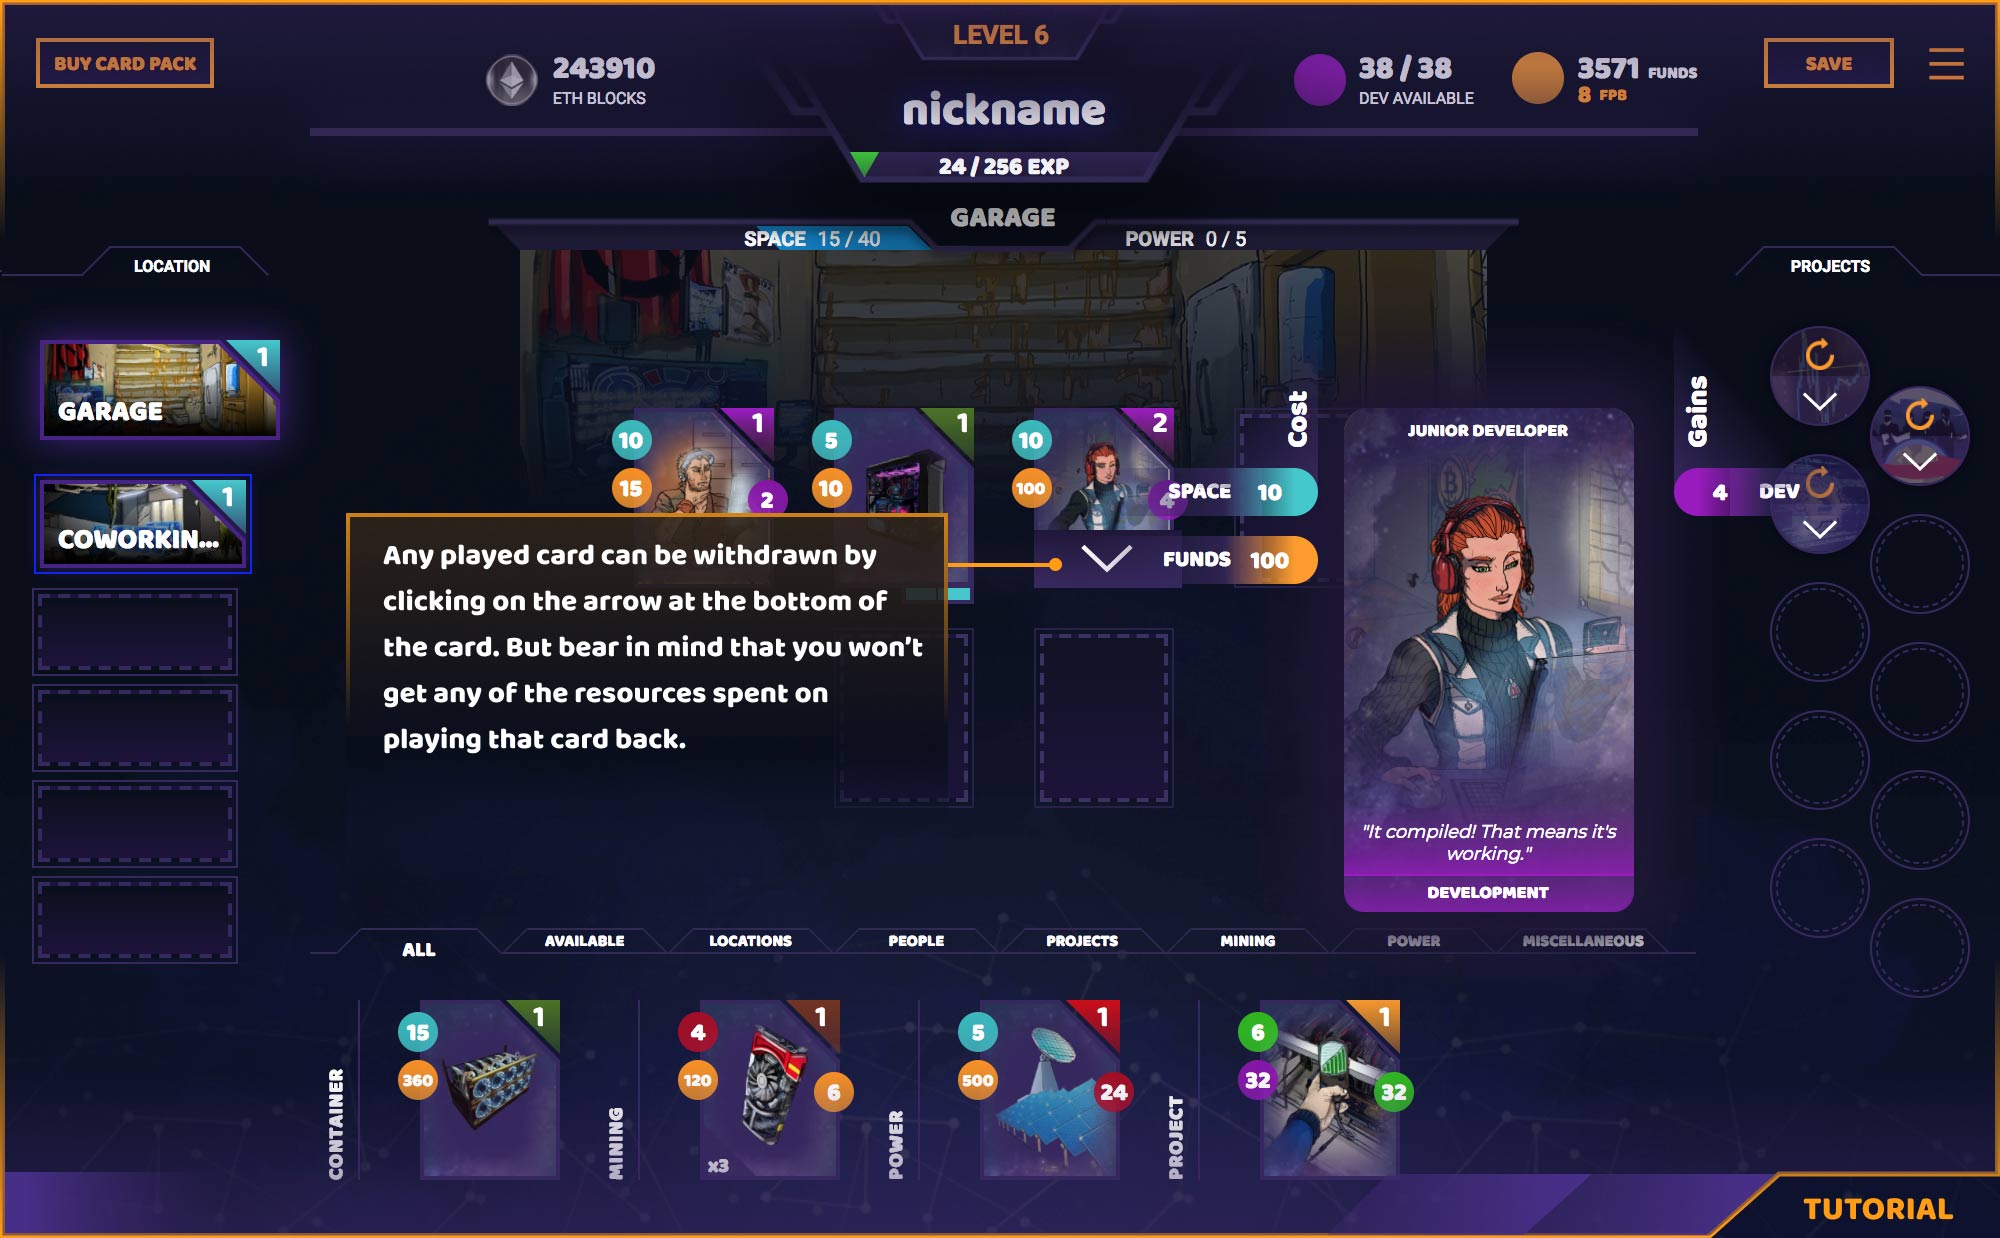 LEVEL 6
BUY CARD PACK
243910
ETH BLOCKS
nickname
38 / 38
DEV AVAILABLE
3571 FUNDS
8 FPB
SAVE
24 / 256 EXP
GARAGE
SPACE 15 / 40
POWER 0 / 5
LOCATION
PROJECTS
GARAGE
1
COWORKIN...
1
10
15
1
2
5
10
1
10
100
2
4
Cost
SPACE 10
FUNDS 100
JUNIOR DEVELOPER
"It compiled! That means it's
working."
DEVELOPMENT
Gains
4 DEV
Any played card can be withdrawn by
clicking on the arrow at the bottom of
the card. But bear in mind that you won't
get any of the resources spent on
playing that card back.
ALL
AVAILABLE
LOCATIONS
PEOPLE
PROJECTS
MINING
POWER
MISCELLANEOUS
CONTAINER
15
360
1
MINING
4
120
1
6
x3
POWER
5
500
1
24
PROJECT
6
32
1
32
TUTORIAL